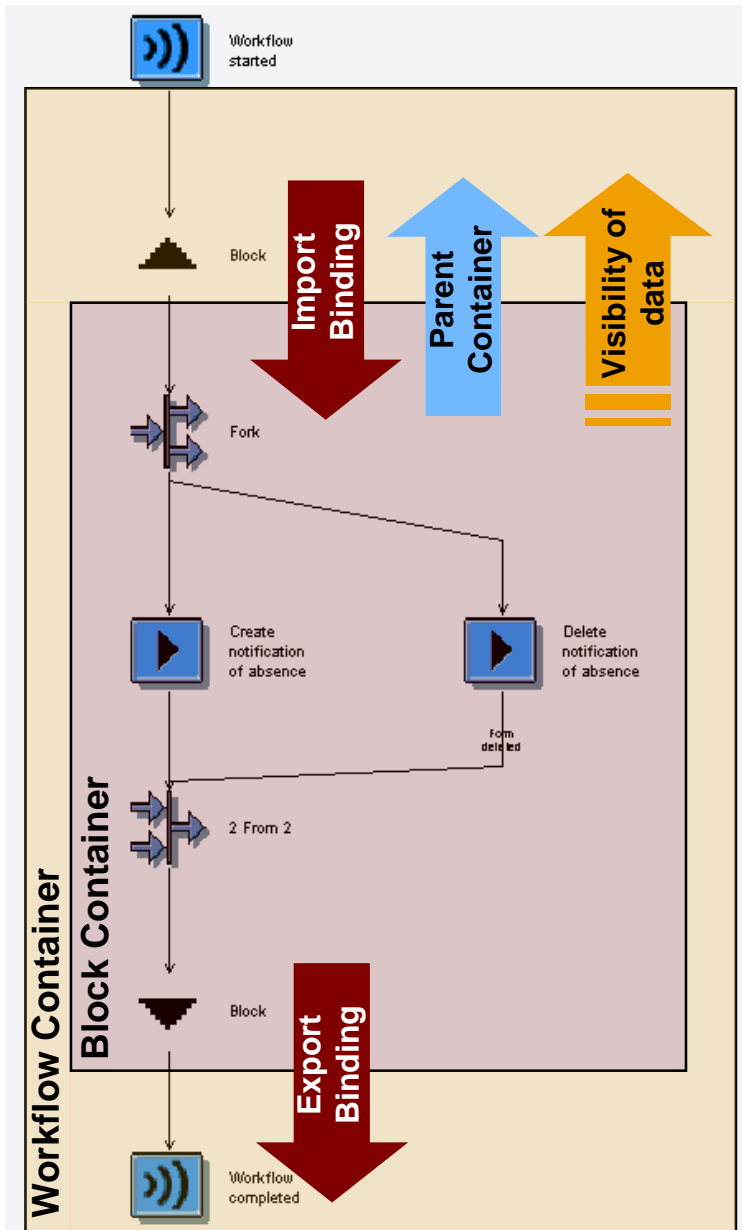 Workflow
started
Block
Import
Binding
Parent
Container
Visibility of
data
Fork
Create
notification
of absence
Delete
notification
of absence
Form
deleted
2 From 2
Block
Export
Binding
Workflow
completed
Block Container
Workflow Container